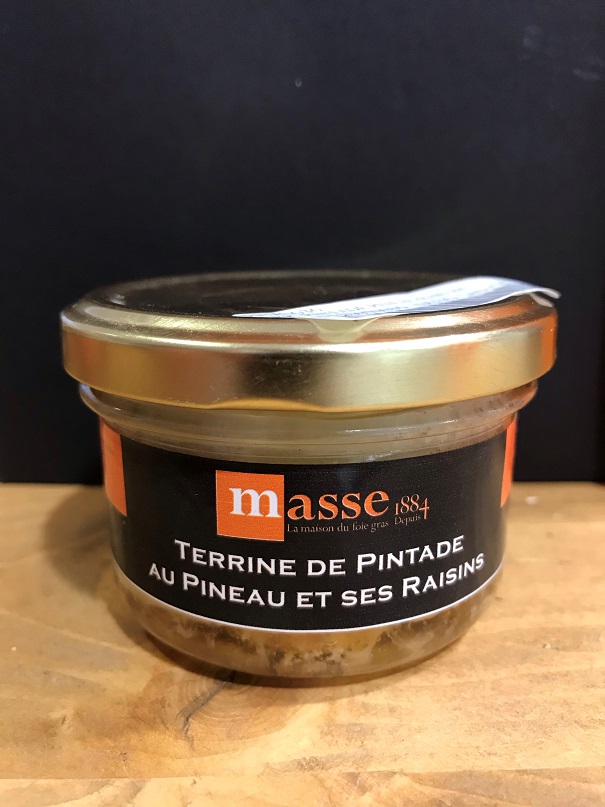 masse 1884
La maison du foie gras Depuis
TERRINE DE PINTADE
AU PINEAU ET SES RAISINS